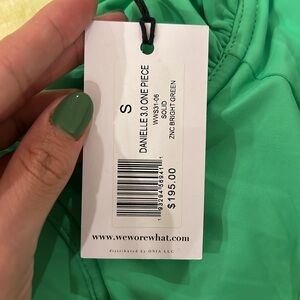 S
DANIELLE 3.0 ONE PIECE
WWS31-06
SOLID
ZNC BRIGHT GREEN
$195.00
www.weworewhat.com
distributed by ONIA LLC